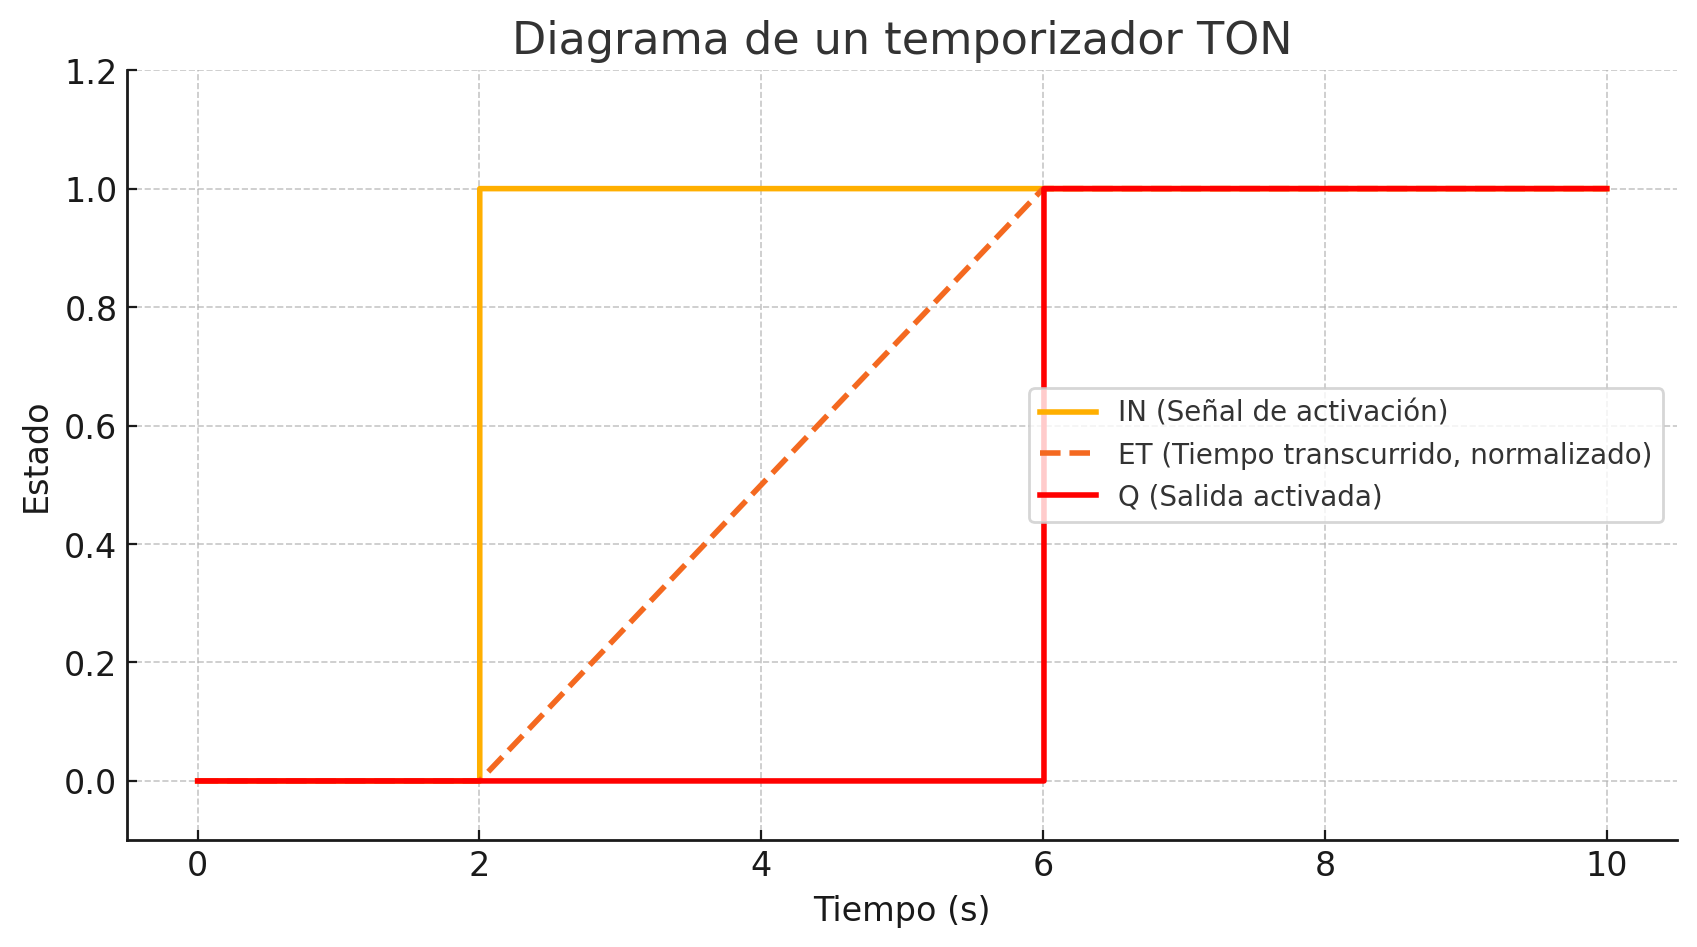 Diagrama de un temporizador TON
1.2
1.0
0.8
0.6
0.4
0.2
0.0
Estado
IN (Señal de activación)
ET (Tiempo transcurrido, normalizado)
Q (Salida activada)
0 2 4 6 8 10
Tiempo (s)